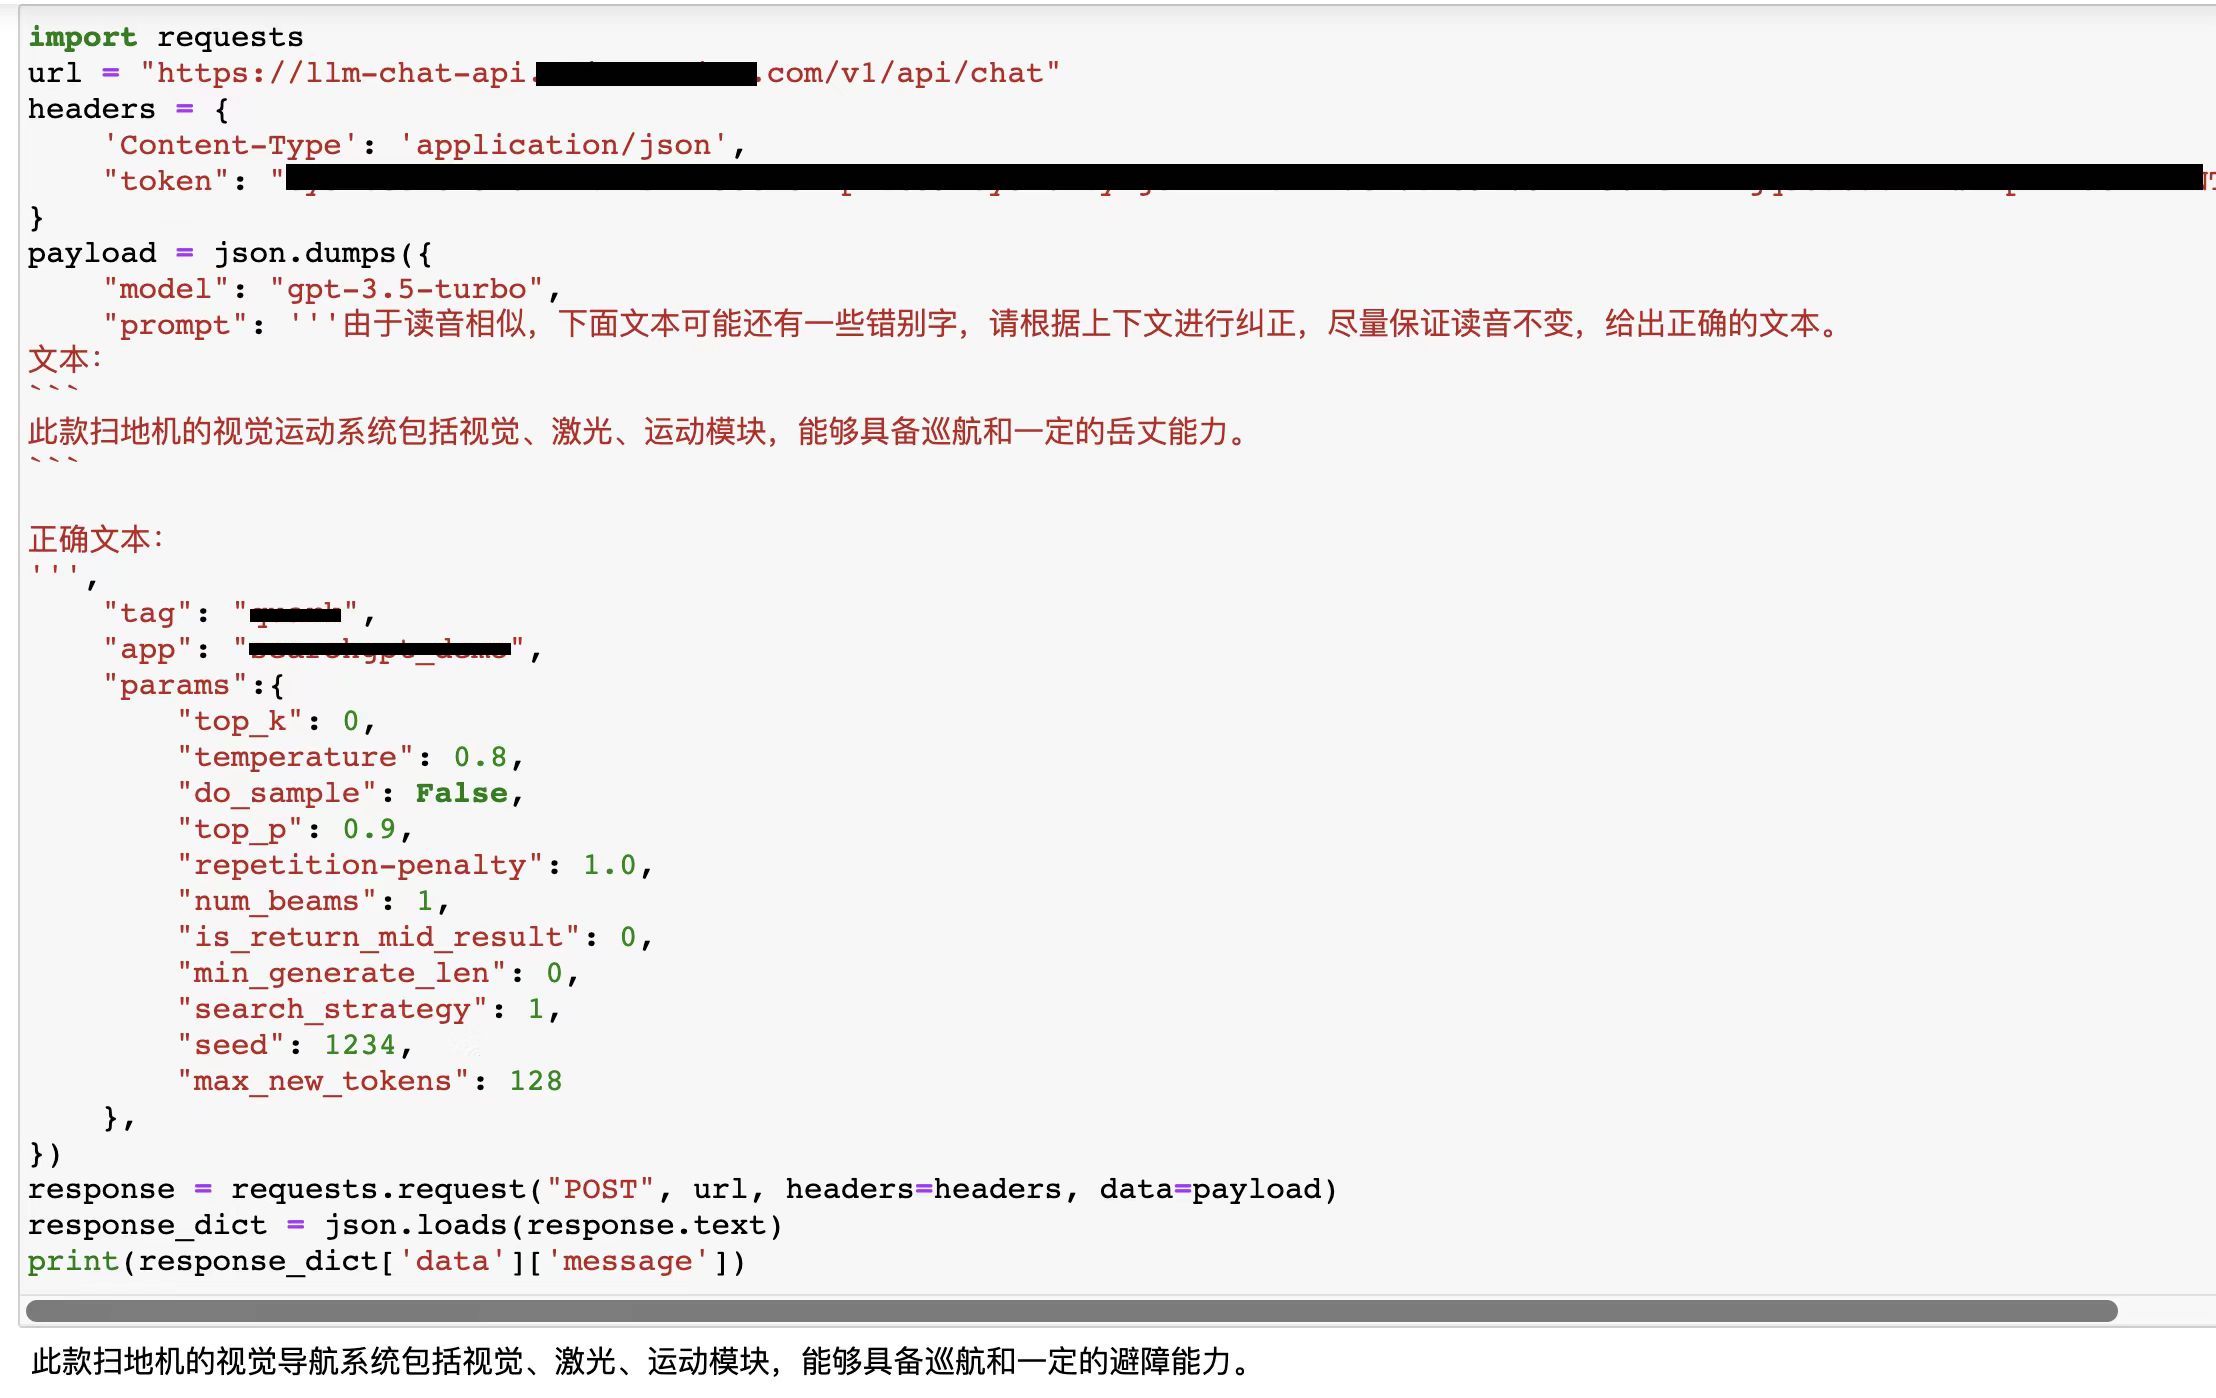 import requests
url = "https://llm-chat-api. .com/v1/api/chat"
headers = {
    'Content-Type': 'application/json',
    "token": "
}
payload = json.dumps({
    "model": "gpt-3.5-turbo",
    "prompt": '''由于读音相似，下面文本可能还有一些错别字，请根据上下文进行纠正，尽量保证读音不变，给出正确的文本。
文本：
```
此款扫地机的视觉运动系统包括视觉、激光、运动模块，能够具备巡航和一定的岳丈能力。
```
正确文本：
''',
    "tag": " ",
    "app": " ",
    "params":{
        "top_k": 0,
        "temperature": 0.8,
        "do_sample": False,
        "top_p": 0.9,
        "repetition-penalty": 1.0,
        "num_beams": 1,
        "is_return_mid_result": 0,
        "min_generate_len": 0,
        "search_strategy": 1,
        "seed": 1234,
        "max_new_tokens": 128
    },
})
response = requests.request("POST", url, headers=headers, data=payload)
response_dict = json.loads(response.text)
print(response_dict['data']['message'])
此款扫地机的视觉导航系统包括视觉、激光、运动模块，能够具备巡航和一定的避障能力。